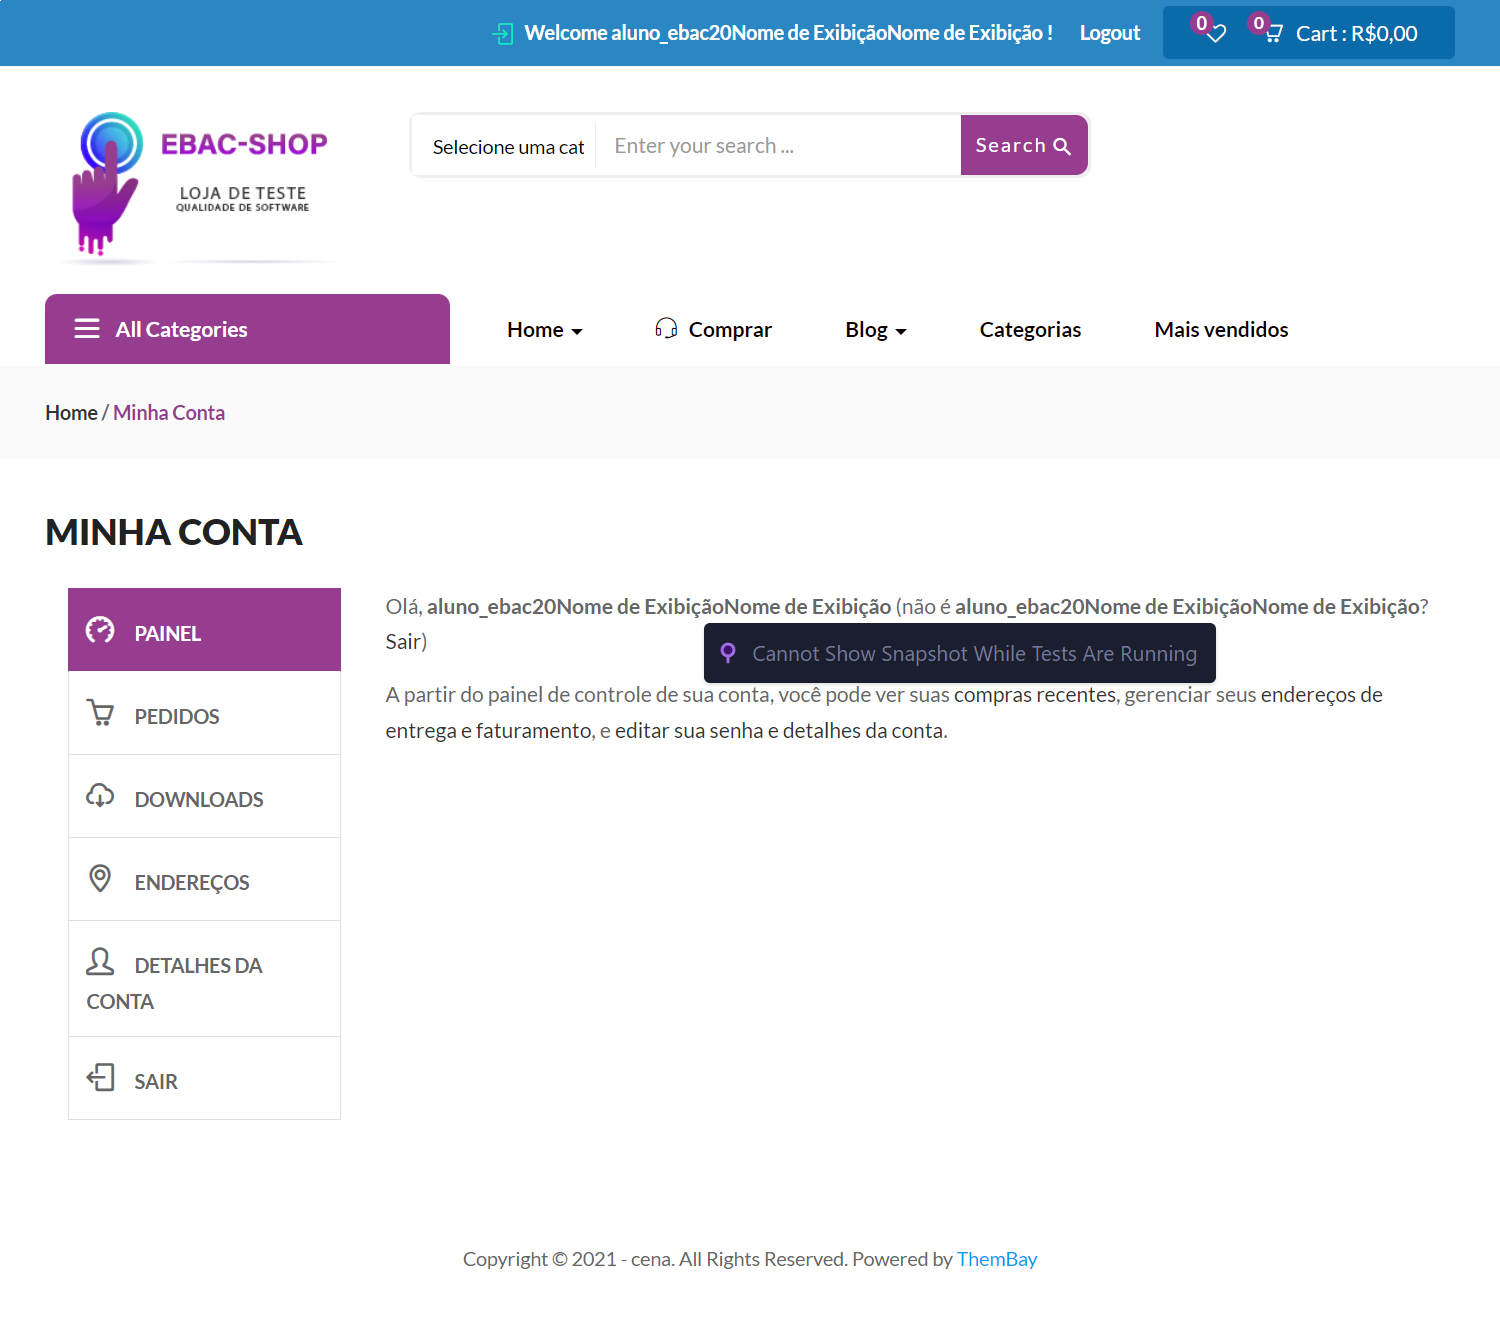 Welcome aluno_ebac20Nome de ExibiçãoNome de Exibição ! Logout 0 0 Cart : R$0,00
EBAC-SHOP
LOJA DE TESTE
QUALIDADE DE SOFTWARE
Selecione uma cat Enter your search ... Search
All Categories Home Comprar Blog Categorias Mais vendidos
Home / Minha Conta
MINHA CONTA
PAINEL
PEDIDOS
DOWNLOADS
ENDEREÇOS
DETALHES DA
CONTA
SAIR
Olá, aluno_ebac20Nome de ExibiçãoNome de Exibição (não é aluno_ebac20Nome de ExibiçãoNome de Exibição?
Sair)
Cannot Show Snapshot While Tests Are Running
A partir do painel de controle de sua conta, você pode ver suas compras recentes, gerenciar seus endereços de
entrega e faturamento, e editar sua senha e detalhes da conta.
Copyright © 2021 - cena. All Rights Reserved. Powered by ThemBay